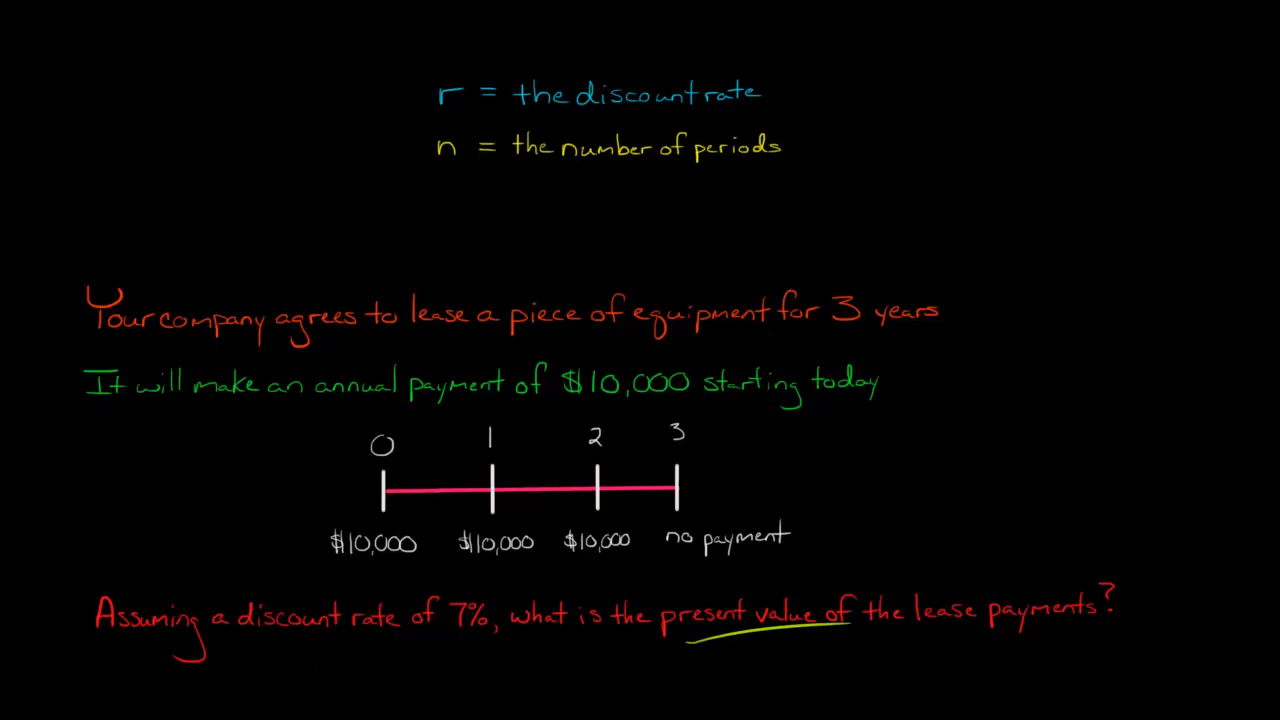 r = the discount rate
n = the number of periods
Your company agrees to lease a piece of equipment for 3 years
It will make an annual payment of $10,000 starting today
0 1 2 3
$10,000 $10,000 $10,000 no payment
Assuming a discount rate of 7%, what is the present value of the lease payments?